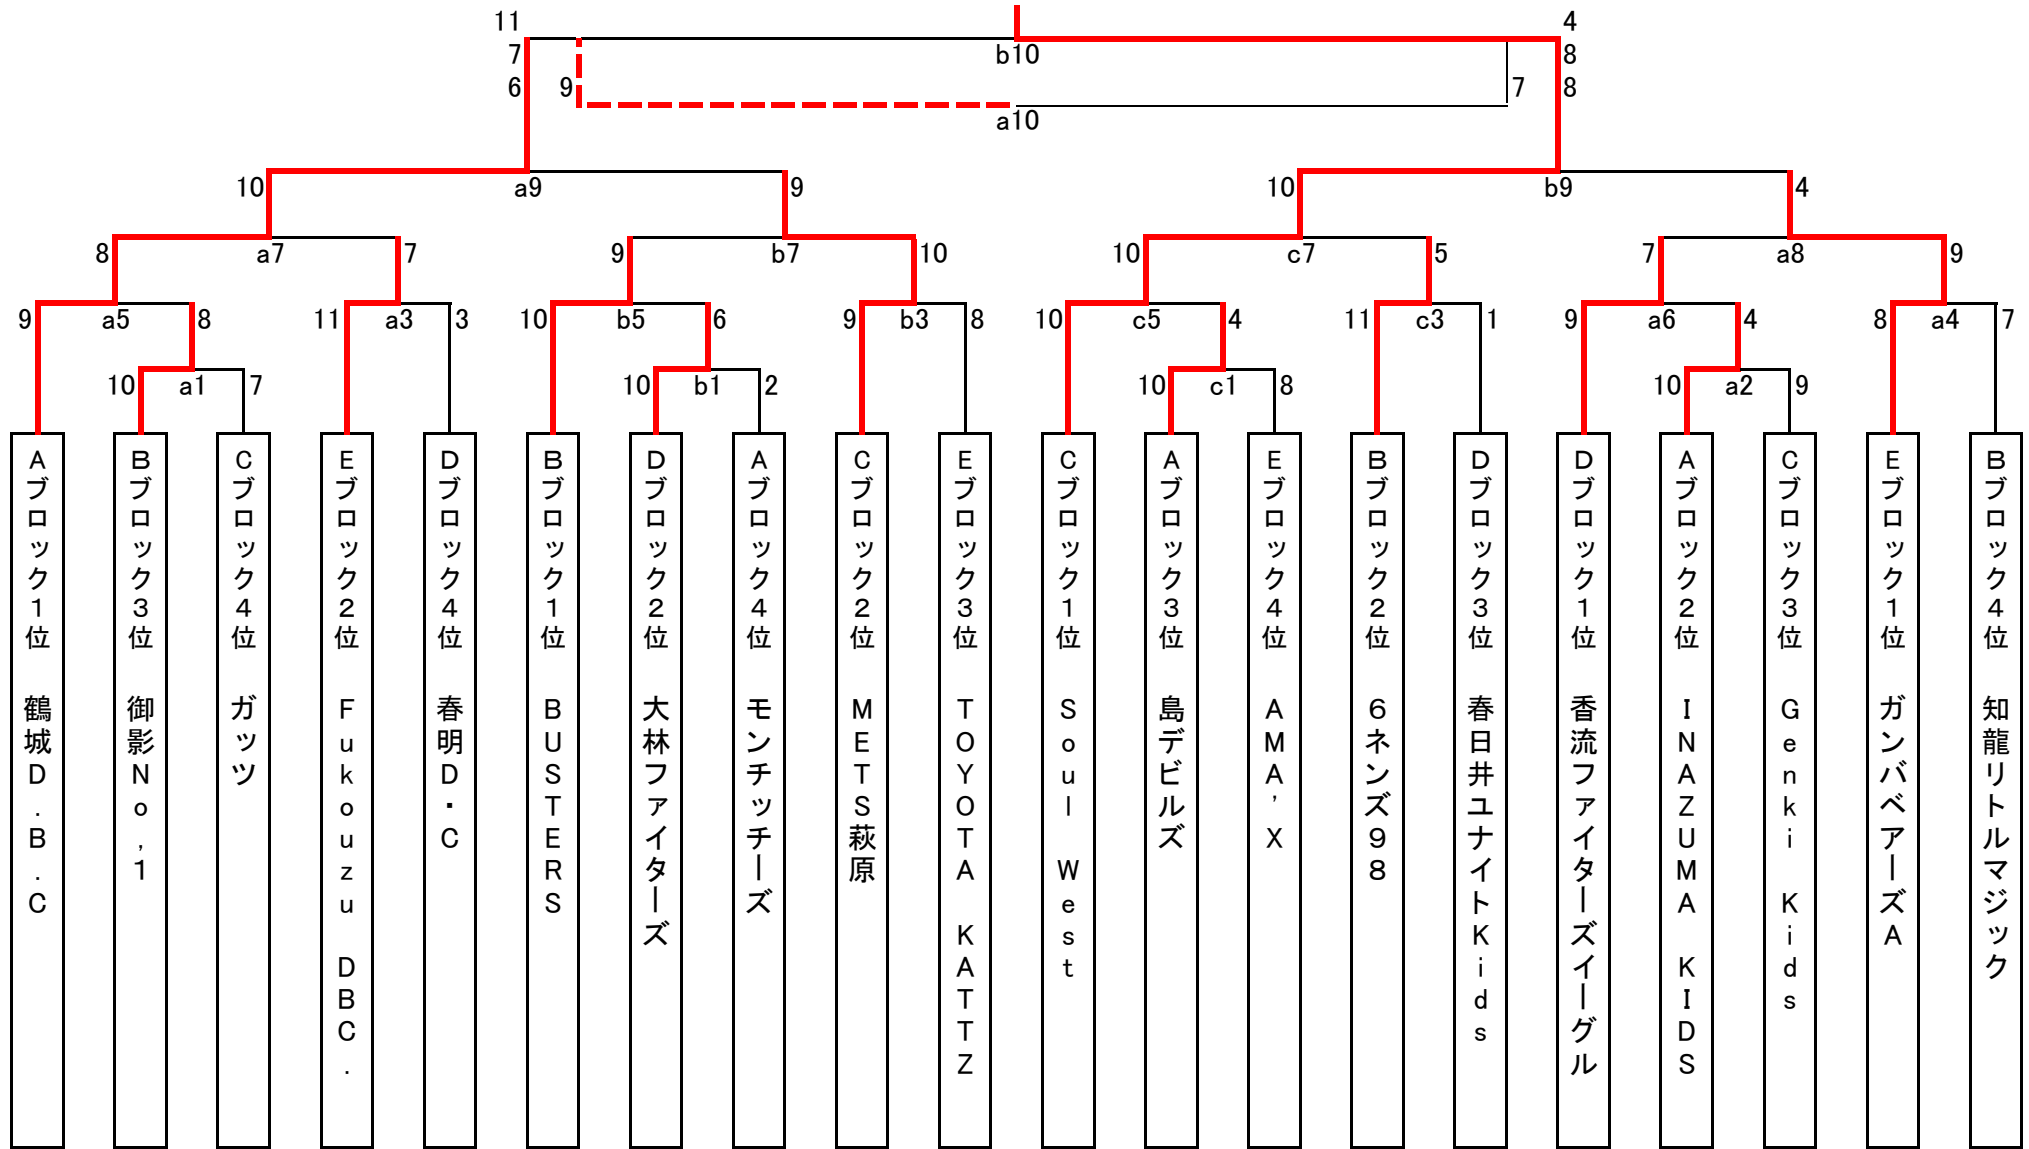 11 4
7 b10 8
6 9 7 8
a10
10 a9 9 10 b9 4
8 a7 7 9 b7 10 10 c7 5 7 a8 9
9 a5 8 11 a3 3 10 b5 6 9 b3 8 10 c5 4 11 c3 1 9 a6 4 8 a4 7
10 a1 7 10 b1 2 10 c1 8 10 a2 9
Aブロック1位 鶴城D.B.C
Bブロック3位 御影No,1
Cブロック4位 ガッツ
Eブロック2位 Fukouzu DBC.
Dブロック4位 春明D・C
Bブロック1位 BUSTERS
Dブロック2位 大林ファイターズ
Aブロック4位 モンチッチーズ
Cブロック2位 METS萩原
Eブロック3位 TOYOTA KATTZ
Cブロック1位 Soul West
Aブロック3位 島デビルズ
Eブロック4位 AMA'X
Bブロック2位 6ネンズ98
Dブロック3位 春日井ユナイトKids
Dブロック1位 香流ファイターズイーグル
Aブロック2位 INAZUMA KIDS
Cブロック3位 Genki Kids
Eブロック1位 ガンバベアーズA
Bブロック4位 知龍リトルマジック